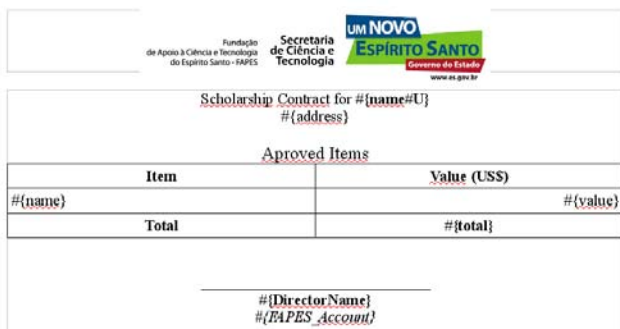 Fundação
de Apoio à Ciência e Tecnologia
do Espírito Santo - FAPES
Secretaria
de Ciência e
Tecnologia
UM NOVO
ESPÍRITO SANTO
Governo do Estado
www.es.gov.br
Scholarship Contract for #{name#U}
#{address}
Aproved Items
Item Value (US$)
#{name} #{value}
Total #{total}
#{DirectorName}
#{FAPES_Account}